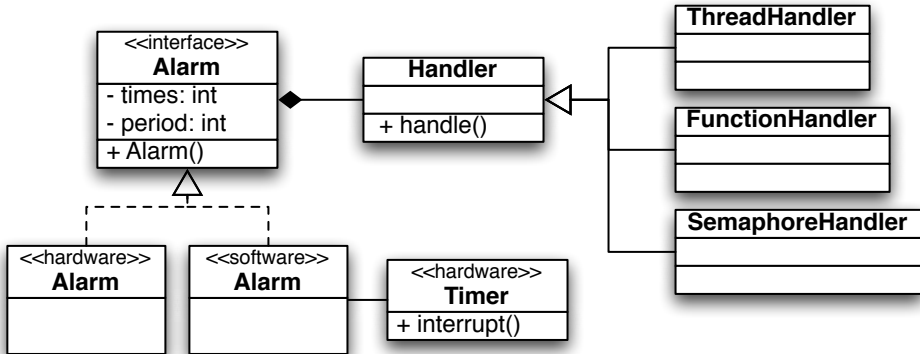 <<interface>>
Alarm
- times: int
- period: int
+ Alarm()
Handler
+ handle()
ThreadHandler
FunctionHandler
SemaphoreHandler
<<hardware>>
Alarm
<<software>>
Alarm
<<hardware>>
Timer
+ interrupt()